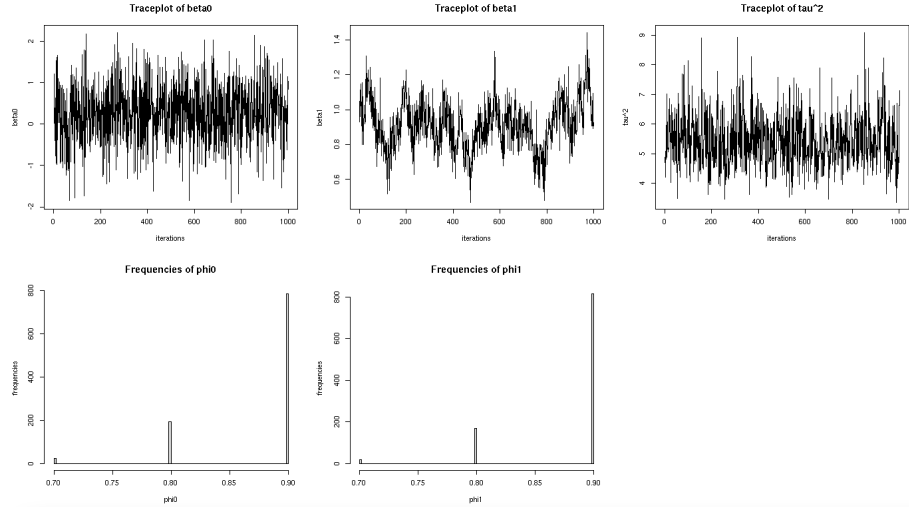 Traceplot of beta0
beta0
2
1
0
-1
-2
0 200 400 600 800 1000
iterations
Traceplot of beta1
beta1
1.4
1.2
1.0
0.8
0.6
0 200 400 600 800 1000
iterations
Traceplot of tau^2
tau^2
9
8
7
6
5
4
0 200 400 600 800 1000
iterations
Frequencies of phi0
frequencies
800
600
400
200
0
0.70 0.75 0.80 0.85 0.90
phi0
Frequencies of phi1
frequencies
800
600
400
200
0
0.70 0.75 0.80 0.85 0.90
phi1